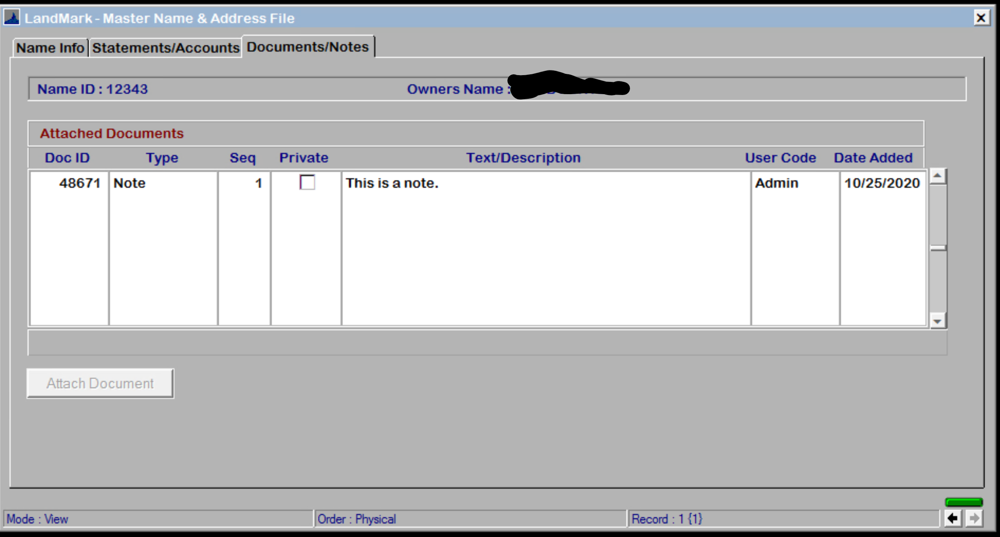 LandMark - Master Name & Address File
Name Info Statements/Accounts Documents/Notes
Name ID : 12343 Owners Name :
Attached Documents
Doc ID Type Seq Private Text/Description User Code Date Added
48671 Note 1 This is a note. Admin 10/25/2020
Attach Document
Mode : View Order : Physical Record : 1 {1}